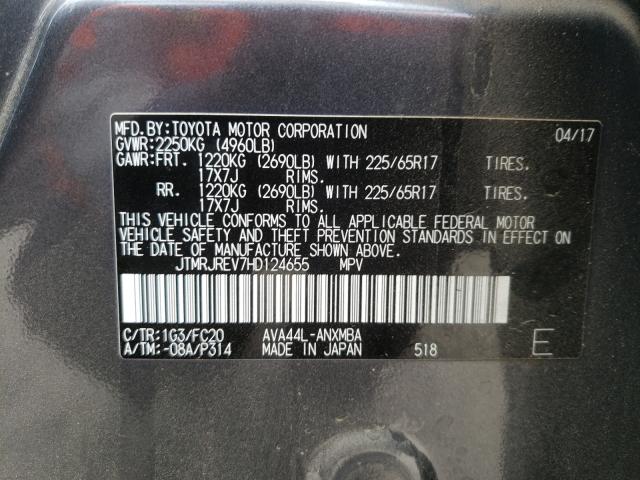 MFD.BY:TOYOTA MOTOR CORPORATION 04/17
GVWR:2250KG (4960LB)
GAWR:FRT. 1220KG (2690LB) WITH 225/65R17 TIRES.
17X7J RIMS.
RR. 1220KG (2690LB) WITH 225/65R17 TIRES.
17X7J RIMS.
THIS VEHICLE CONFORMS TO ALL APPLICABLE FEDERAL MOTOR
VEHICLE SAFETY AND THEFT PREVENTION STANDARDS IN EFFECT ON
THE DATE OF MANUFACTURE SHOWN ABOVE.
JTMRJREV7HD124655 MPV
C/TR:1G3/FC20 AVA44L-ANXMBA
A/TM:-08A/P314 MADE IN JAPAN 518 E